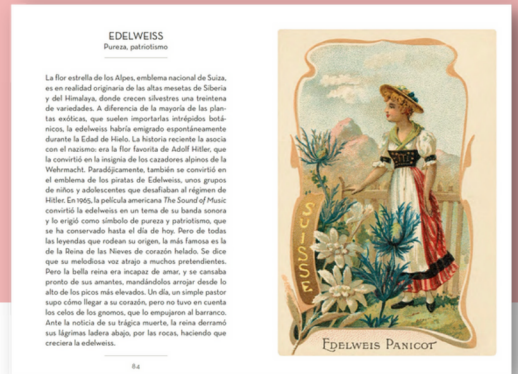 EDELWEISS
Pureza, patriotismo
La flor estrella de los Alpes, emblema nacional de Suiza,
es en realidad originaria de las altas mesetas de Siberia
y del Himalaya, donde crecen silvestres una treintena
de variedades. A diferencia de la mayoría de las plan-
tas exóticas, que suelen importarlas intrépidos botá-
nicos, la edelweiss habría emigrado espontáneamente
durante la Edad de Hielo. La historia reciente la asocia
con el nazismo: era la flor favorita de Adolf Hitler, que
la convirtió en la insignia de los cazadores alpinos de la
Wehrmacht. Paradójicamente, también se convirtió en
el emblema de los piratas de Edelweiss, unos grupos
de niños y adolescentes que desafiaban al régimen de
Hitler. En 1965, la película americana The Sound of Music
convirtió la edelweiss en un tema de su banda sonora
y lo erigió como símbolo de pureza y patriotismo, que
se ha conservado hasta el día de hoy. Pero de todas
las leyendas que rodean su origen, la más famosa es la
de la Reina de las Nieves de corazón helado. Se dice
que su melodiosa voz atrajo a muchos pretendientes.
Pero la bella reina era incapaz de amar, y se cansaba
pronto de sus amantes, mandándolos arrojar desde lo
alto de los picos más elevados. Un día, un simple pastor
supo cómo llegar a su corazón, pero no tuvo en cuenta
los celos de los gnomos, que lo empujaron al barranco.
Ante la noticia de su trágica muerte, la reina derramó
sus lágrimas ladera abajo, por las rocas, haciendo que
creciera la edelweiss.
84
SUISSE
EDELWEIS PANICOT